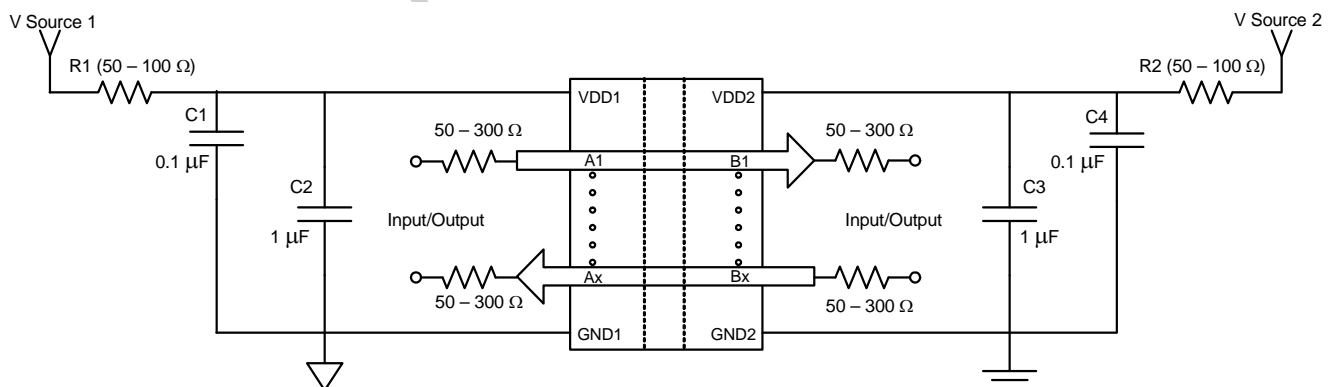 V Source 1
V Source 2
R1 (50 – 100 Ω)
R2 (50 – 100 Ω)
VDD1
VDD2
C1
C4
50 – 300 Ω
50 – 300 Ω
0.1 μF
A1
B1
0.1 μF
C2
C3
Input/Output
Input/Output
1 μF
1 μF
Ax
Bx
50 – 300 Ω
50 – 300 Ω
GND1
GND2